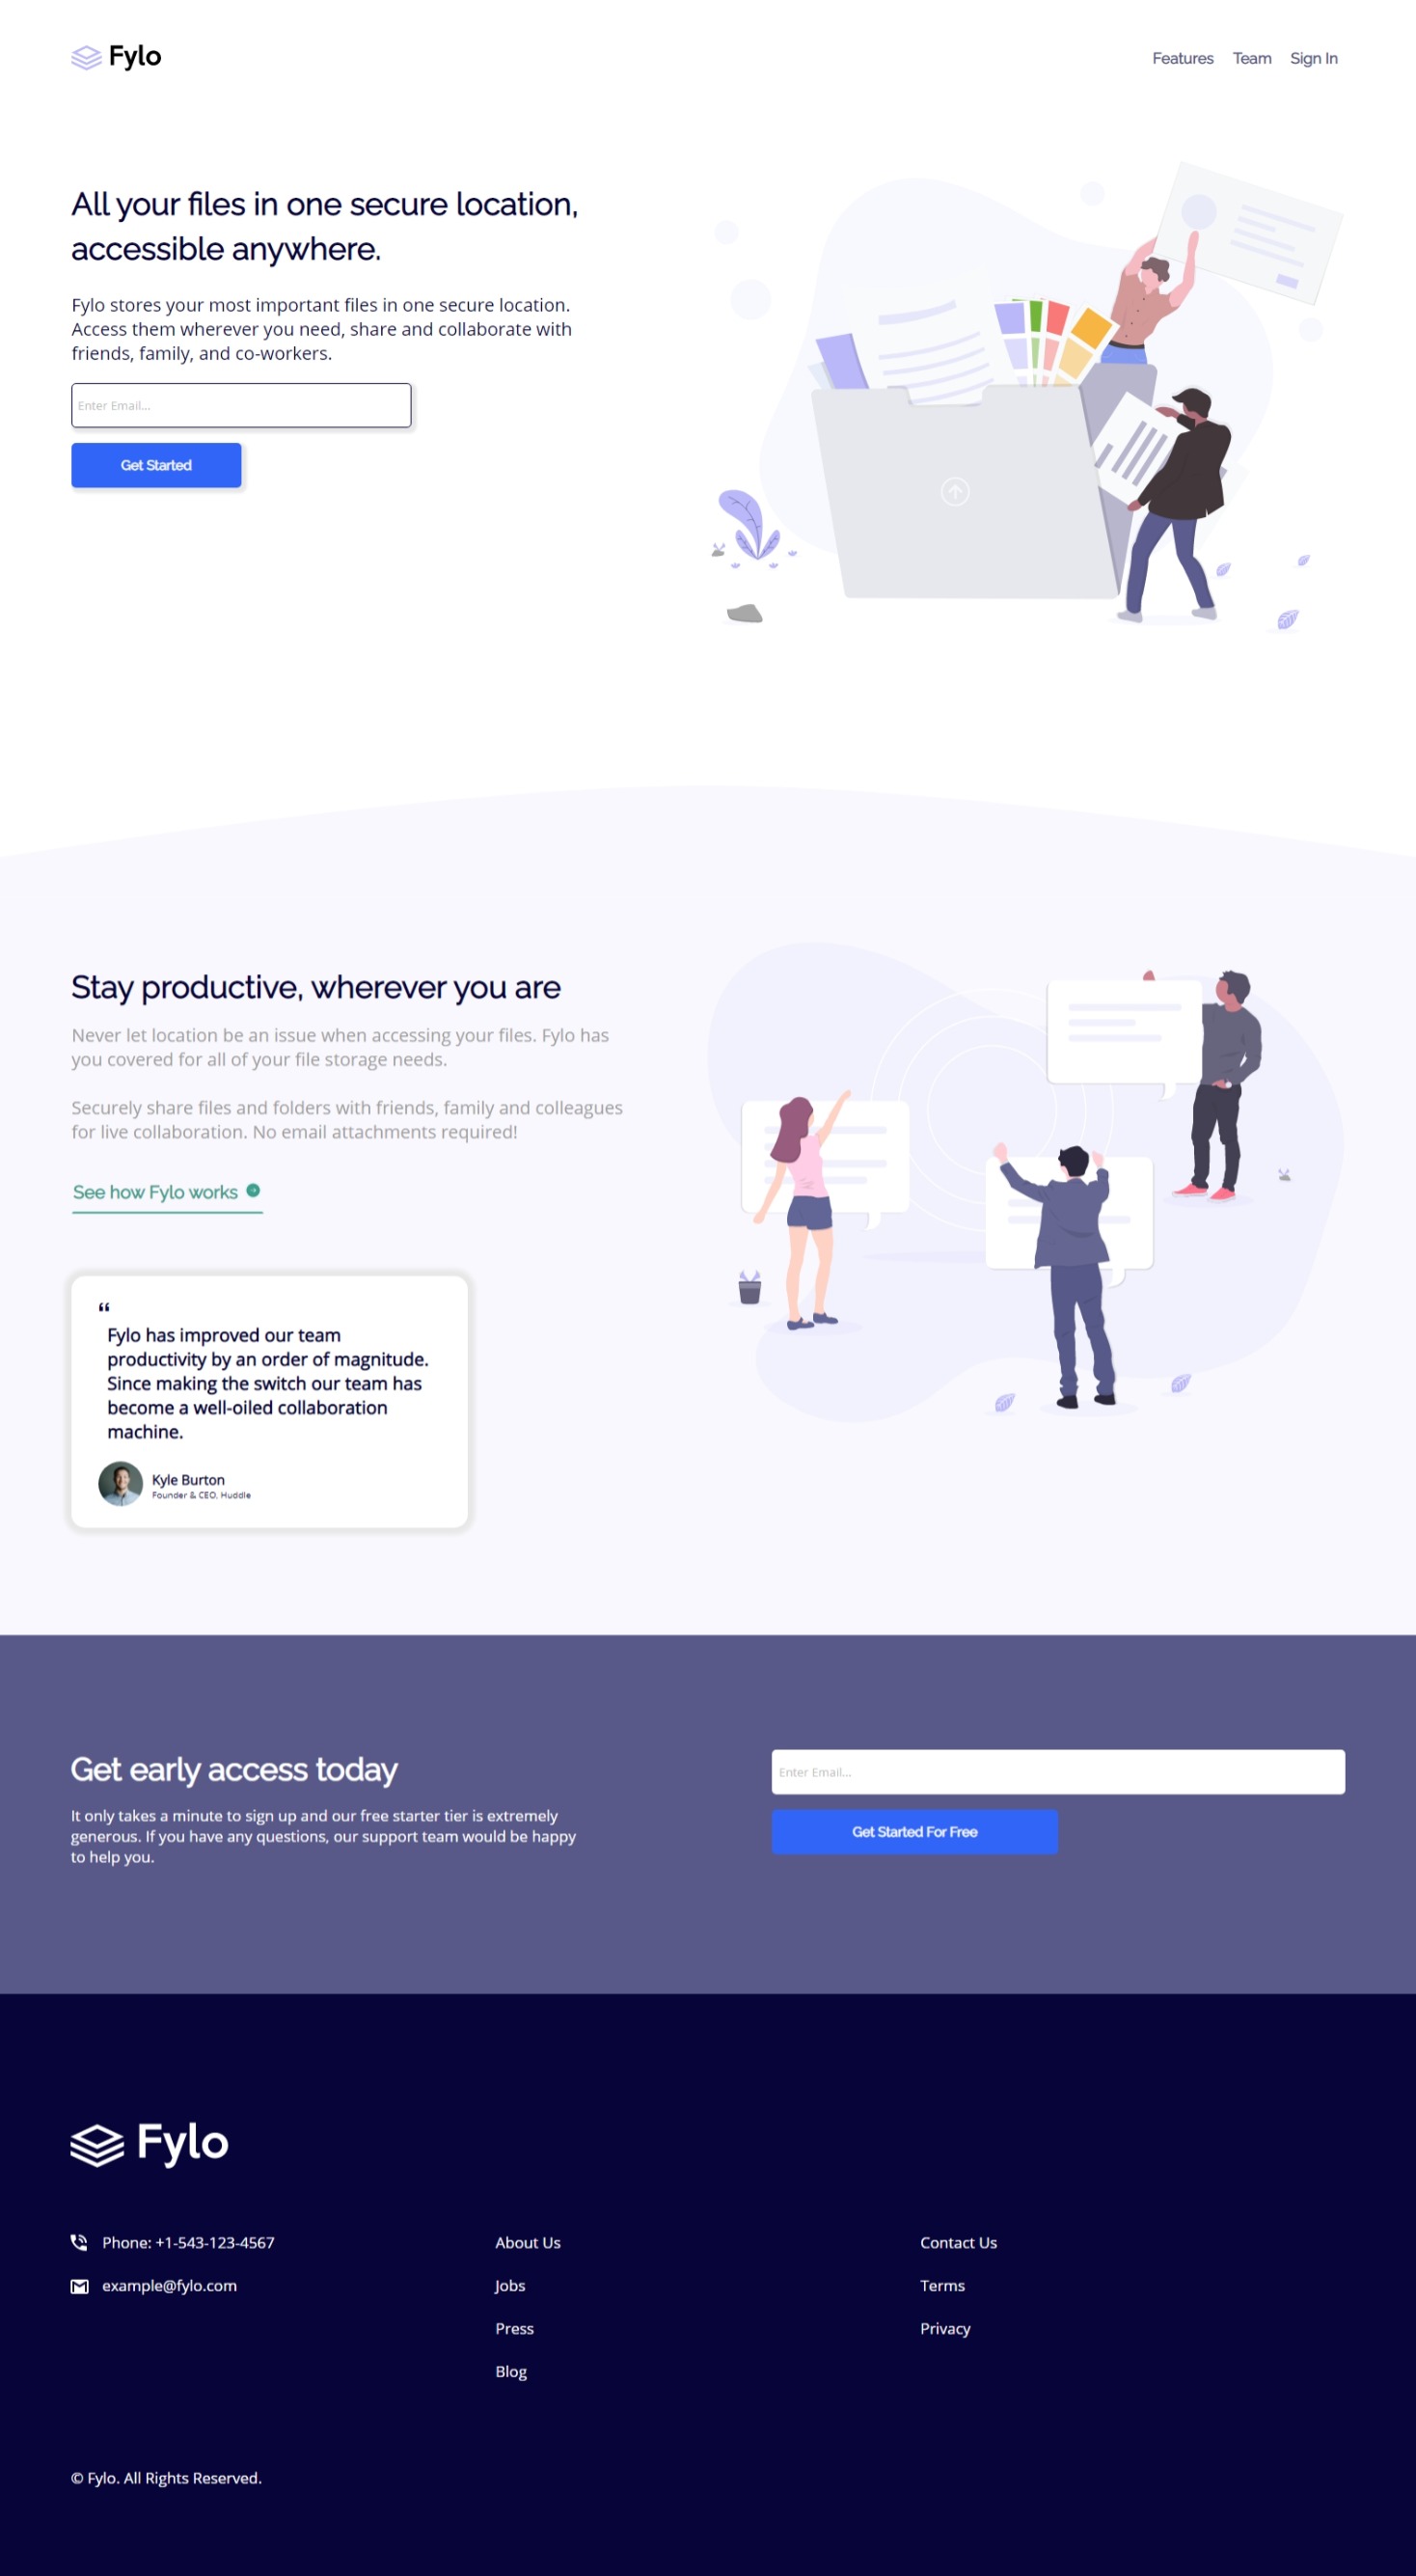 Fylo
Features
Team
Sign In
All your files in one secure location,
accessible anywhere.
Fylo stores your most important files in one secure location.
Access them wherever you need, share and collaborate with
friends, family, and co-workers.
Enter Email...
Get Started
Stay productive, wherever you are
Never let location be an issue when accessing your files. Fylo has
you covered for all of your file storage needs.
Securely share files and folders with friends, family and colleagues
for live collaboration. No email attachments required!
See how Fylo works
“
Fylo has improved our team
productivity by an order of magnitude.
Since making the switch our team has
become a well-oiled collaboration
machine.
Kyle Burton
Founder & CEO, Huddle
Get early access today
It only takes a minute to sign up and our free starter tier is extremely
generous. If you have any questions, our support team would be happy
to help you.
Enter Email...
Get Started For Free
Fylo
Phone: +1-543-123-4567
example@fylo.com
About Us
Jobs
Press
Blog
Contact Us
Terms
Privacy
© Fylo. All Rights Reserved.